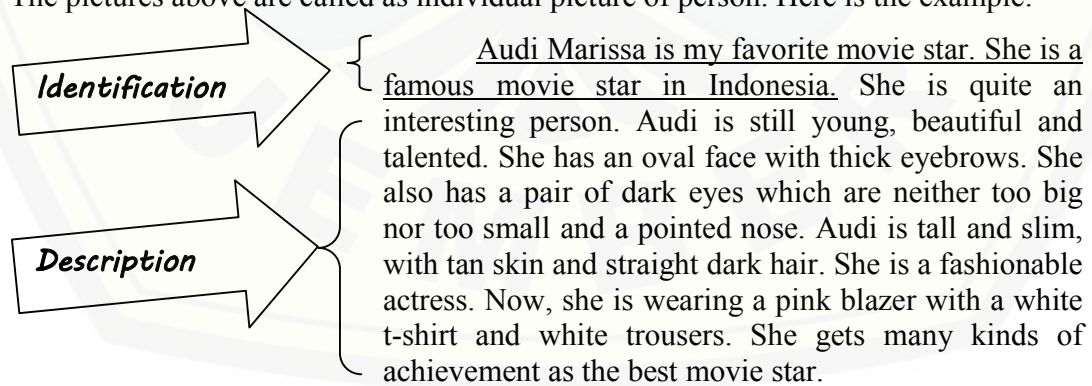 The pictures above are called as individual picture of person. Here is the example:
Identification
Audi Marissa is my favorite movie star. She is a
famous movie star in Indonesia. She is quite an
interesting person. Audi is still young, beautiful and
talented. She has an oval face with thick eyebrows. She
also has a pair of dark eyes which are neither too big
nor too small and a pointed nose. Audi is tall and slim,
Description
with tan skin and straight dark hair. She is a fashionable
actress. Now, she is wearing a pink blazer with a white
t-shirt and white trousers. She gets many kinds of
achievement as the best movie star.